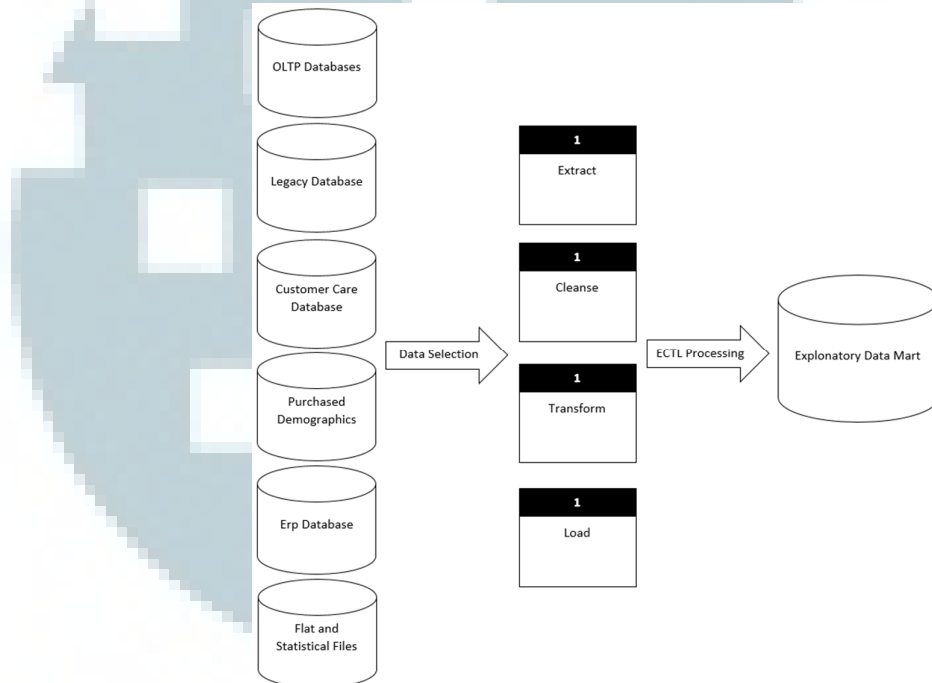 OLTP Databases
Legacy Database
Customer Care
Database
Purchased
Demographics
Erp Database
Flat and
Statistical Files
Data Selection
1
Extract
1
Cleanse
1
Transform
1
Load
ECTL Processing
Explonatory Data Mart